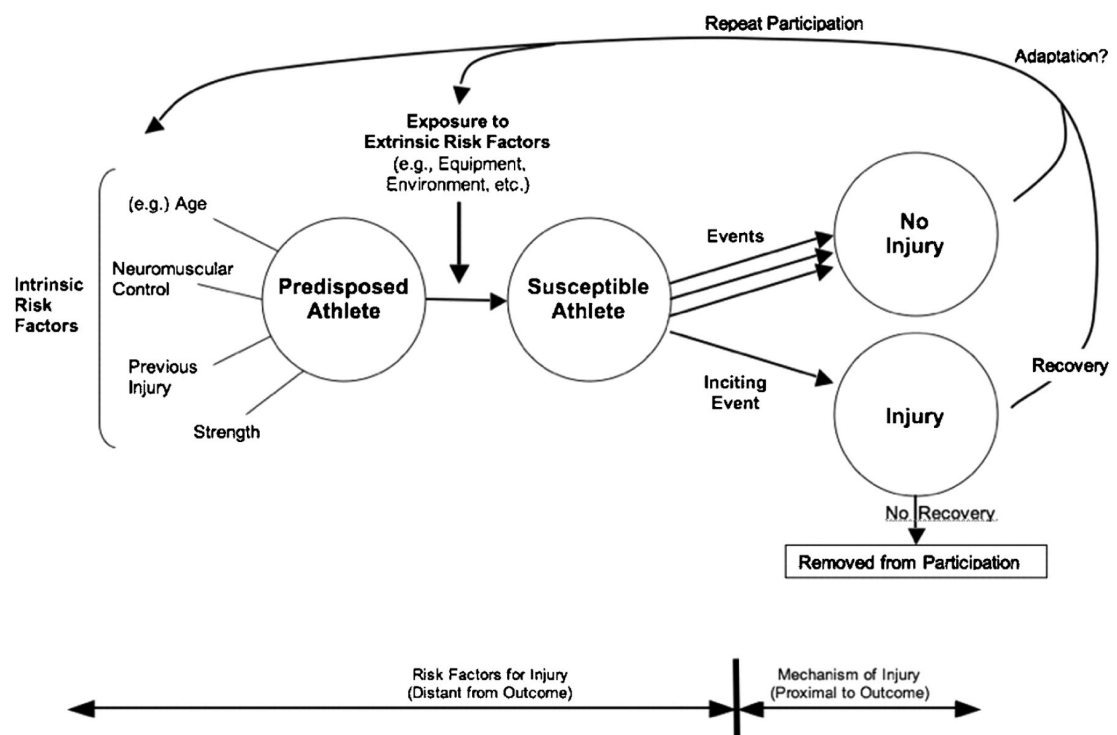 Repeat Participation
Adaptation?
Exposure to
Extrinsic Risk Factors
(e.g., Equipment,
Environment, etc.)
(e.g.) Age
Neuromuscular
Control
Intrinsic
Risk
Factors
Previous
Injury
Strength
Predisposed
Athlete
Susceptible
Athlete
Events
Inciting
Event
No
Injury
Injury
Recovery
No Recovery
Removed from Participation
Risk Factors for Injury
(Distant from Outcome)
Mechanism of Injury
(Proximal to Outcome)